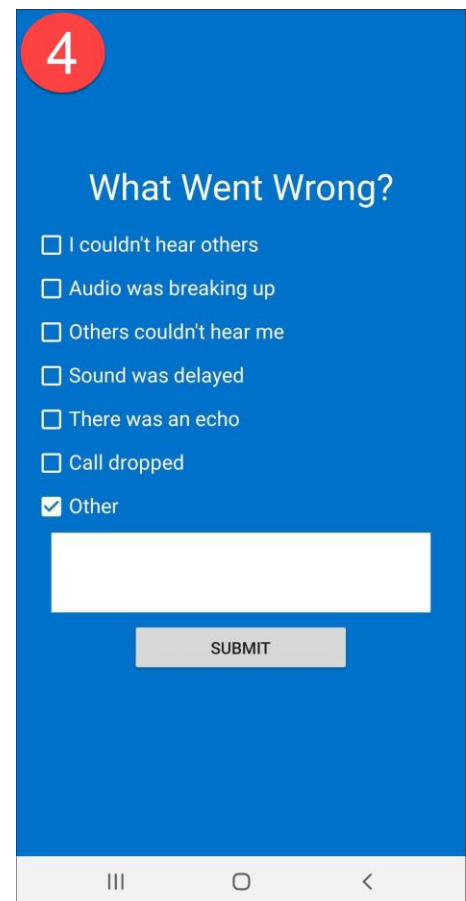 4
What Went Wrong?
I couldn't hear others
Audio was breaking up
Others couldn't hear me
Sound was delayed
There was an echo
Call dropped
Other
SUBMIT